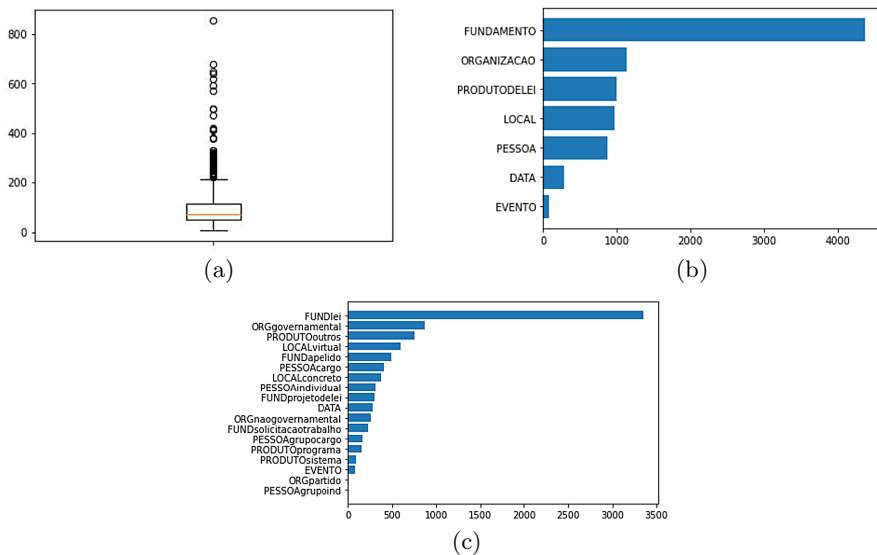 800
600
400
200
0
(a)
FUNDAMENTO
ORGANIZACAO
PRODUTODELEI
LOCAL
PESSOA
DATA
EVENTO
0 1000 2000 3000 4000
(b)
FUNDlei
ORGgovernamental
PRODUTOoutros
LOCALvirtual
FUNDapelido
PESSOAcargo
LOCALconcreto
PESSOAindividual
FUNDprojetodelei
DATA
ORGnaogovernamental
FUNDsolicitacaotrabalho
PESSOAgrupocargo
PRODUTOprograma
PRODUTOsistema
EVENTO
ORGpartido
PESSOAgrupoind
0 500 1000 1500 2000 2500 3000 3500
(c)